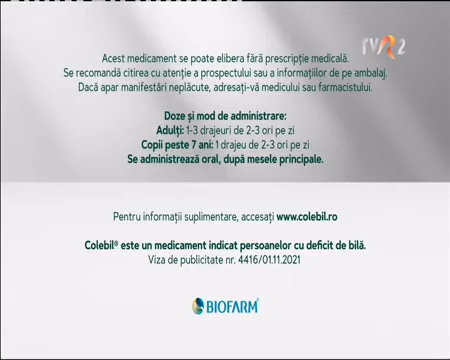 TVR2
Acest medicament se poate elibera fără prescripție medicală.
Se recomandă citirea cu atenție a prospectului sau a informațiilor de pe ambalaj.
Dacă apar manifestări neplăcute, adresați-vă medicului sau farmacistului.
Doze și mod de administrare:
Adulți: 1-3 drajeuri de 2-3 ori pe zi
Copii peste 7 ani: 1 drajeu de 2-3 ori pe zi
Se administrează oral, după mesele principale.
Pentru informații suplimentare, accesați www.colebil.ro
Colebil® este un medicament indicat persoanelor cu deficit de bilă.
Viza de publicitate nr. 4416/01.11.2021
BIOFARM®